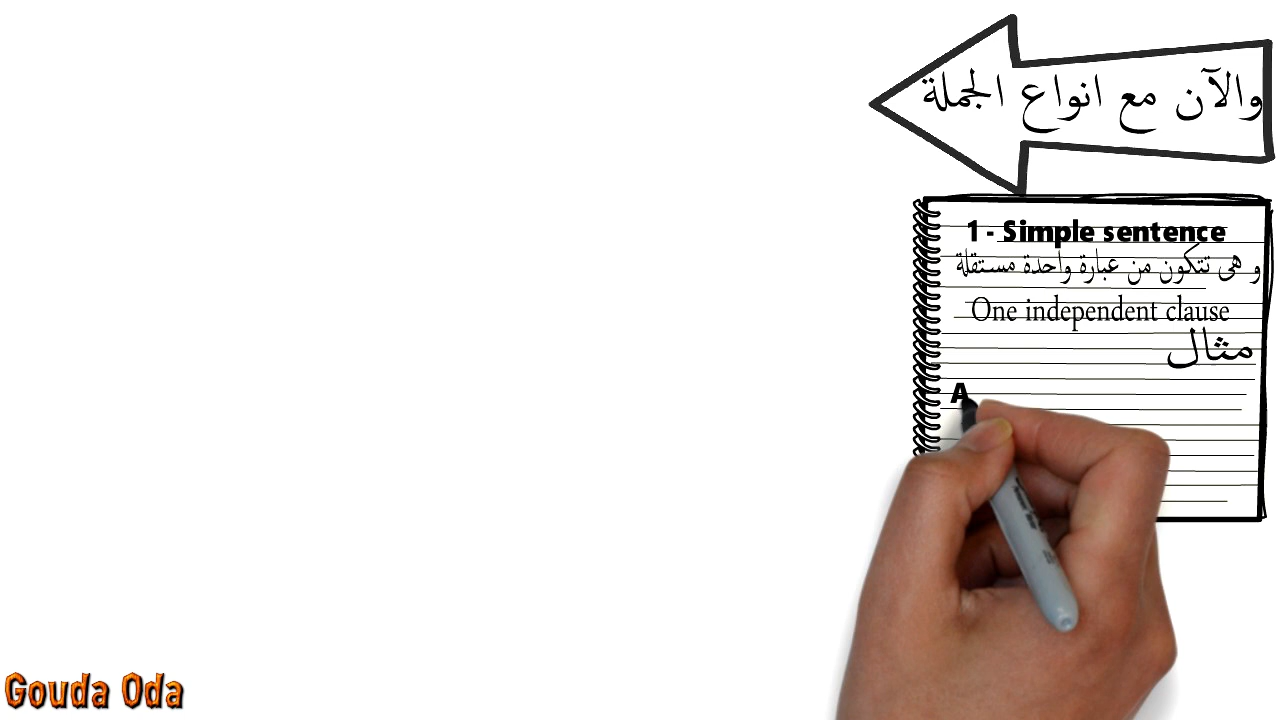 والآن مع انواع الجملة
1 - Simple sentence
و هى تتكون من عبارة واحدة مستقلة
One independent clause
مثال
A
Gouda Oda